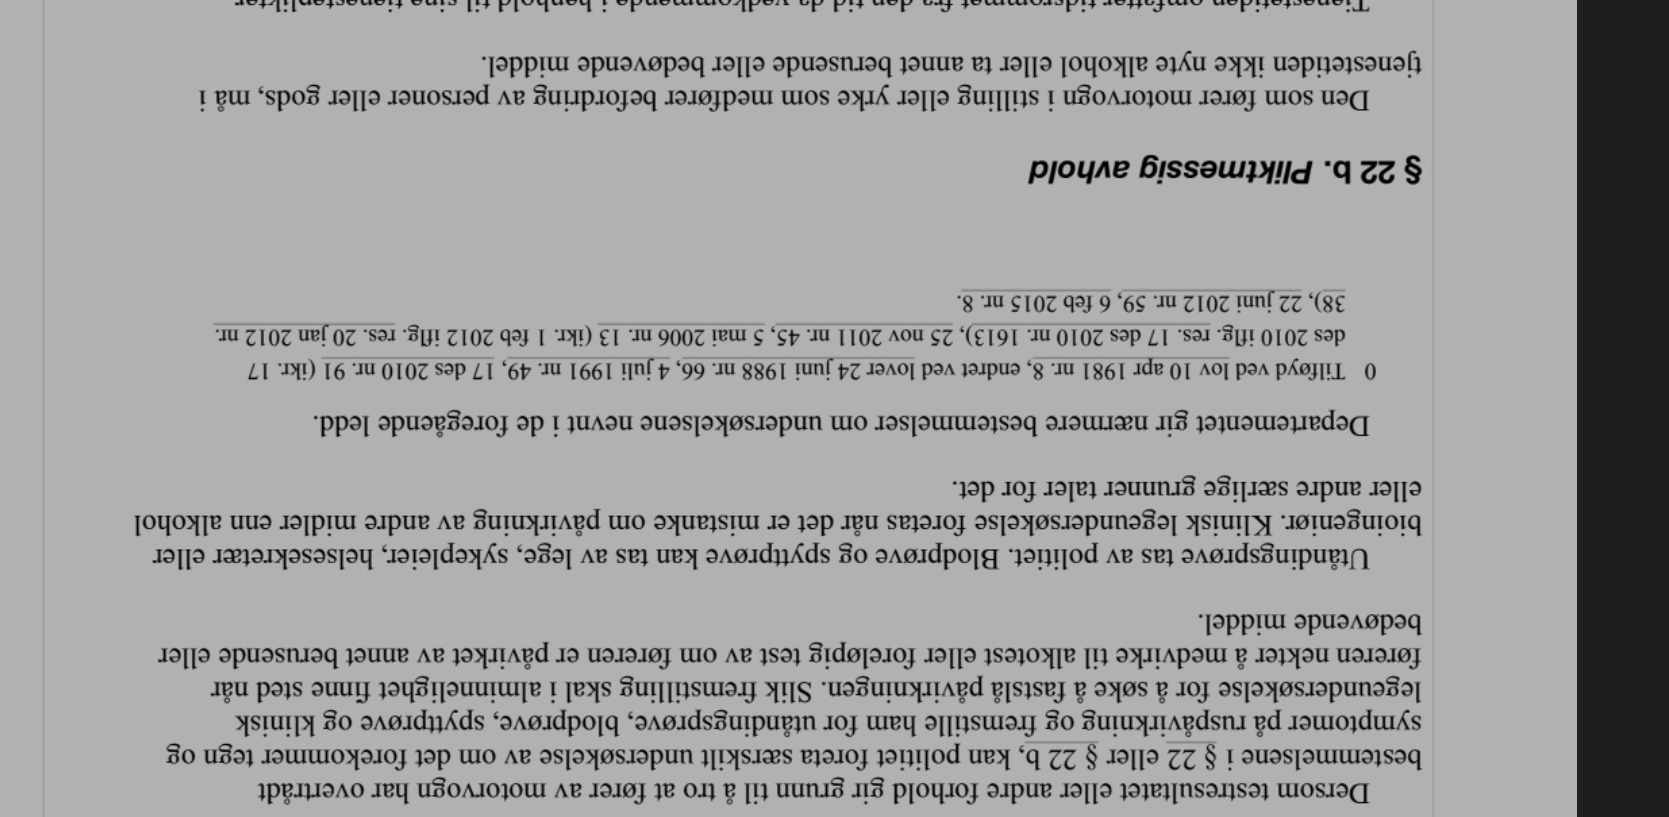 Dersom testresultatet eller andre forhold gir grunn til å tro at fører av motorvogn har overtrådt
bestemmelsene i § 22 eller § 22 b, kan politiet foreta særskilt undersøkelse av om det forekommer tegn og
symptomer på ruspåvirkning og fremstille ham for utåndingsprøve, blodprøve, spyttprøve og klinisk
legeundersøkelse for å søke å fastslå påvirkningen. Slik fremstilling skal i alminnelighet finne sted når
føreren nekter å medvirke til alkotest eller foreløpig test av om føreren er påvirket av annet berusende eller
bedøvende middel.
Utåndingsprøve tas av politiet. Blodprøve og spyttprøve kan tas av lege, sykepleier, helsesekretær eller
bioingeniør. Klinisk legeundersøkelse foretas når det er mistanke om påvirkning av andre midler enn alkohol
eller andre særlige grunner taler for det.
Departementet gir nærmere bestemmelser om undersøkelsene nevnt i de foregående ledd.
0 Tilføyd ved lov 10 apr 1981 nr. 8, endret ved lover 24 juni 1988 nr. 66, 4 juli 1991 nr. 49, 17 des 2010 nr. 91 (ikr. 17
des 2010 iflg. res. 17 des 2010 nr. 1613), 25 nov 2011 nr. 45, 5 mai 2006 nr. 13 (ikr. 1 feb 2012 iflg. res. 20 jan 2012 nr.
38), 22 juni 2012 nr. 59, 6 feb 2015 nr. 8.
§ 22 b. Pliktmessig avhold
Den som fører motorvogn i stilling eller yrke som medfører befordring av personer eller gods, må i
tjenestetiden ikke nyte alkohol eller ta annet berusende eller bedøvende middel.
Tjenestetiden omfatter tidsrommet fra den tid da vedkommende i henhold til sine tjenesteplikter